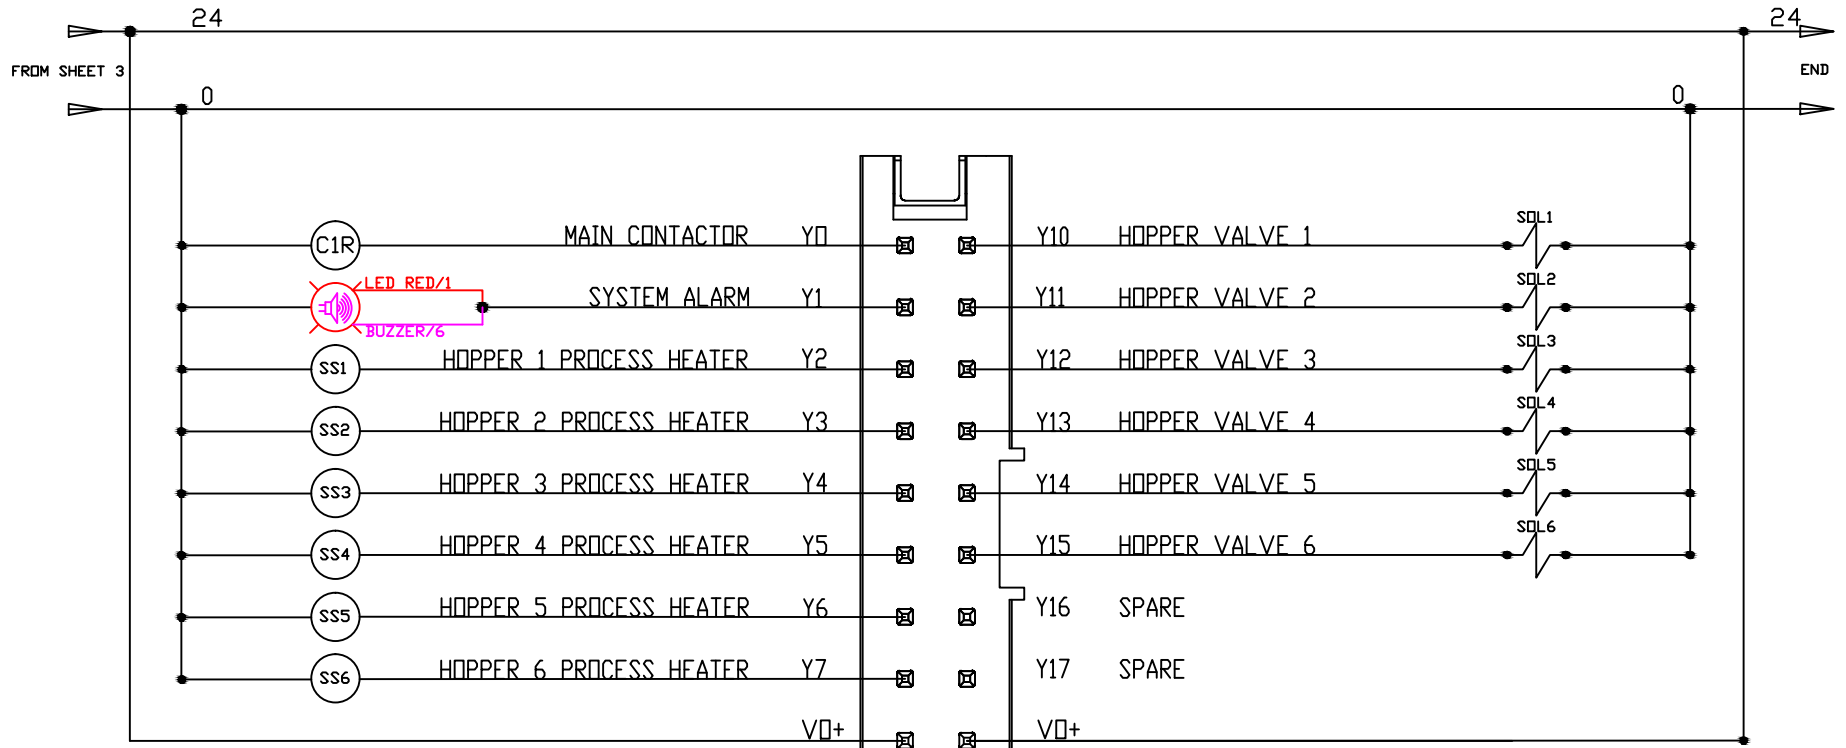 24 24
FROM SHEET 3 END
0 0
SOL1
C1R MAIN CONTACTOR Y0 Y10 HOPPER VALVE 1
LED RED/1 SOL2
SYSTEM ALARM Y1 Y11 HOPPER VALVE 2
BUZZER/6 SOL3
SS1 HOPPER 1 PROCESS HEATER Y2 Y12 HOPPER VALVE 3
SOL4
SS2 HOPPER 2 PROCESS HEATER Y3 Y13 HOPPER VALVE 4
SOL5
SS3 HOPPER 3 PROCESS HEATER Y4 Y14 HOPPER VALVE 5
SOL6
SS4 HOPPER 4 PROCESS HEATER Y5 Y15 HOPPER VALVE 6
SS5 HOPPER 5 PROCESS HEATER Y6 Y16 SPARE
SS6 HOPPER 6 PROCESS HEATER Y7 Y17 SPARE
V0+ V0+